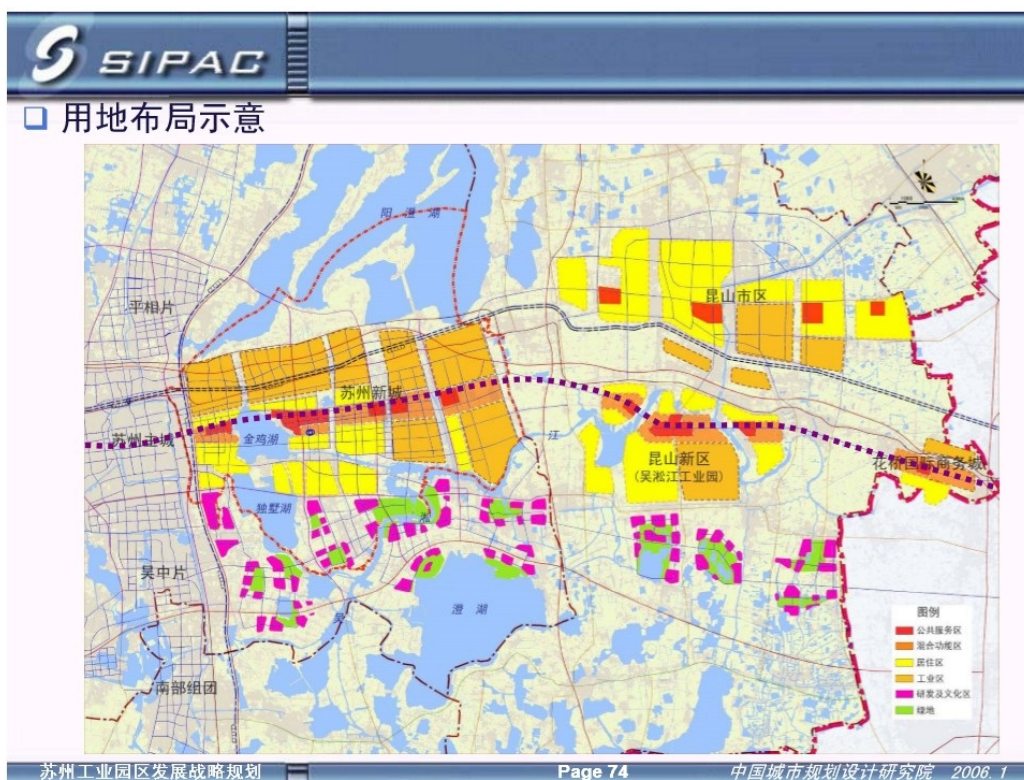 SIPAC
用地布局示意
阳澄湖
平相片
昆山市区
苏州新城
苏州主城
金鸡湖
江
昆山新区
(吴淞江工业园)
花桥国际商务城
独墅湖
淞
吴中片
澄湖
吴
南部组团
图例
公共服务区
混合功能区
居住区
工业区
研发及文化区
绿地
苏州工业园区发展战略规划
Page 74
中国城市规划设计研究院 2006.1